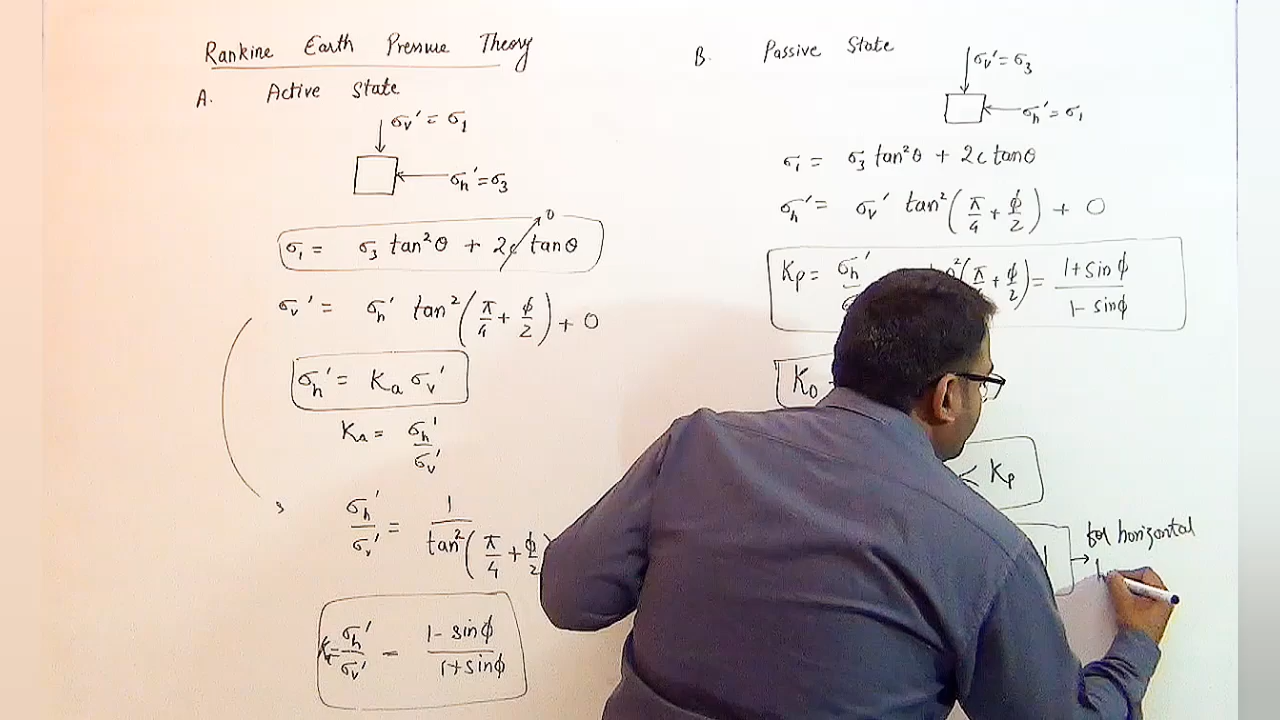 Rankine Earth Pressure Theory
A. Active State
σv' = σ1
σh' = σ3
σ1 = σ3 tan²θ + 2c tanθ
0
σv' = σh' tan² (π/4 + ϕ/2) + 0
σh' = Ka σv'
Ka = σh'/σv'
σh'/σv' = 1/tan² (π/4 + ϕ/2
σh'/σv' = 1 - sinϕ/1 + sinϕ
B. Passive State
σv' = σ3
σh' = σ1
σ1 = σ3 tan²θ + 2c tanθ
σh' = σv' tan² (π/4 + ϕ/2) + 0
Kp = σh' ²(π/4 + ϕ/2) = 1 + sinϕ/1 - sinϕ
K0
< Kp
1 → for horizontal